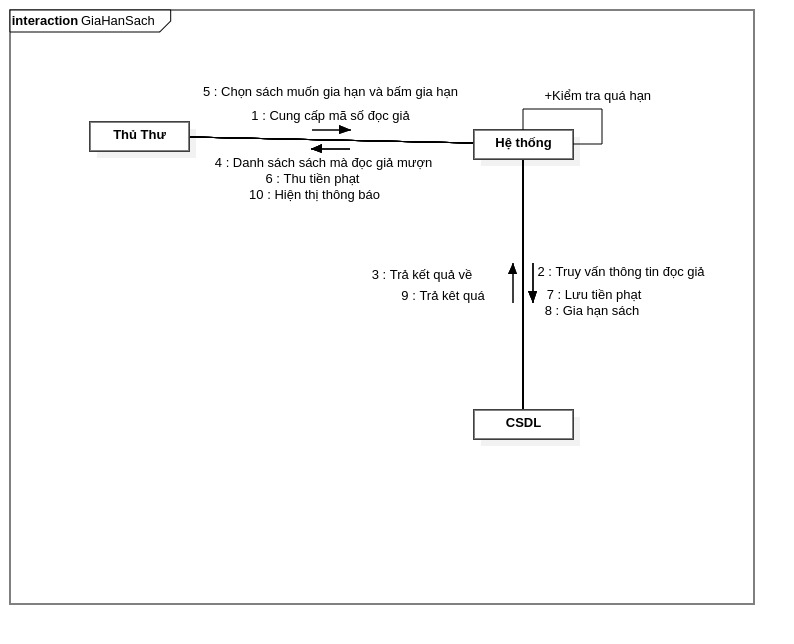 interaction GiaHanSach
5 : Chọn sách muốn gia hạn và bấm gia hạn
+Kiểm tra quá hạn
1 : Cung cấp mã số đọc giả
Thủ Thư
Hệ thống
4 : Danh sách sách mà đọc giả mượn
6 : Thu tiền phạt
10 : Hiện thị thông báo
3 : Trả kết quả về
2 : Truy vấn thông tin đọc giả
9 : Trả kêt quá
7 : Lưu tiền phạt
8 : Gia hạn sách
CSDL